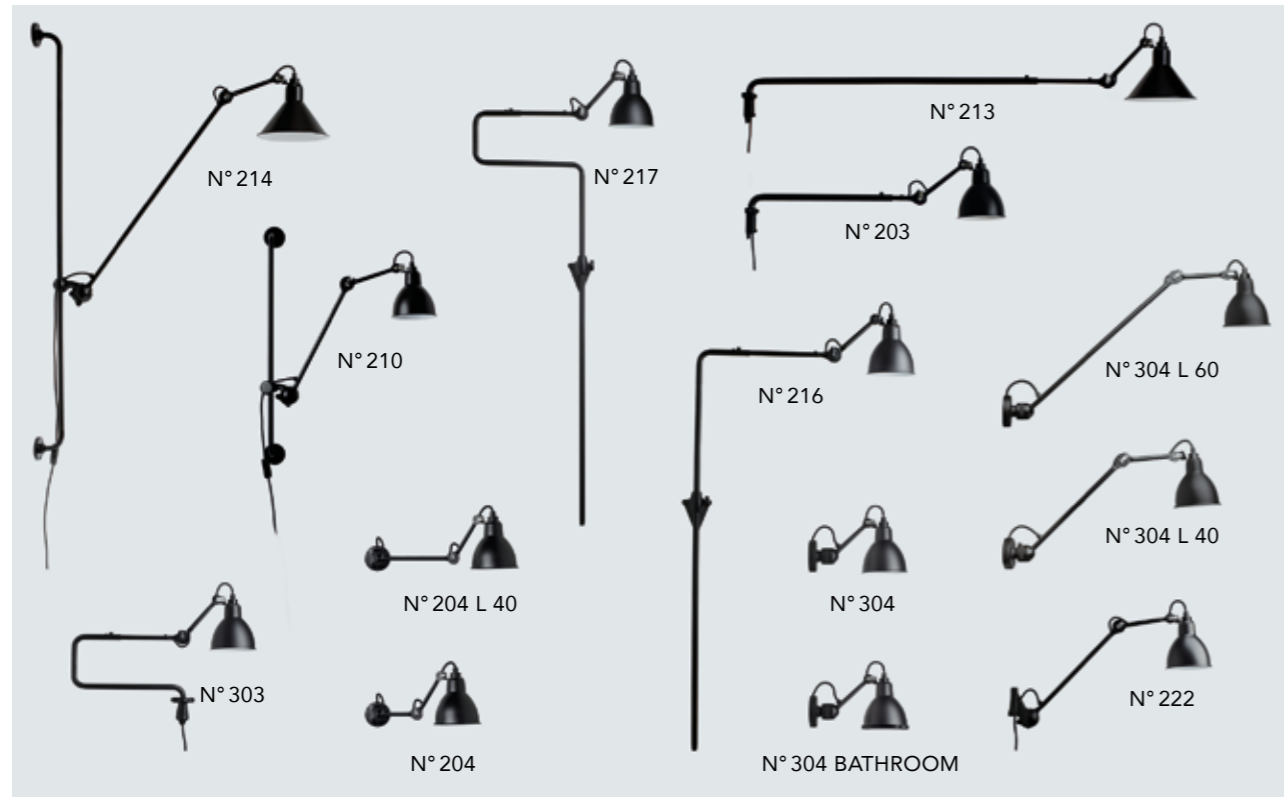 N° 213
N° 214
N° 217
N° 203
N° 210
N° 304 L 60
N° 216
N° 304 L 40
N° 204 L 40
N° 304
N° 303
N° 222
N° 204
N° 304 BATHROOM